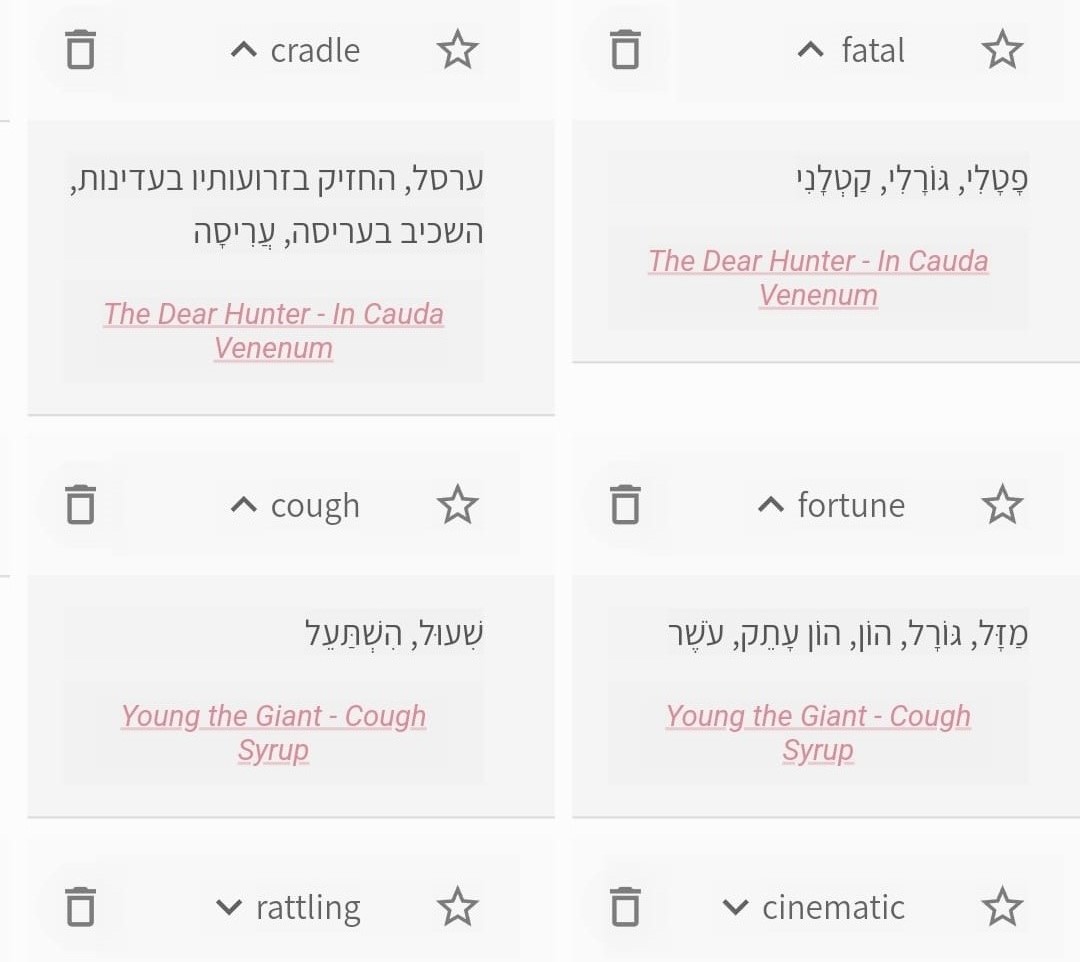 cradle
ערסל, החזיק בזרועותיו בעדינות,
השכיב בעריסה, עֲרִיסָה
The Dear Hunter - In Cauda
Venenum
fatal
פָטָלִי, גּוֹרָלִי, קַטְלָנִי
The Dear Hunter - In Cauda
Venenum
cough
שִׁעוּל, הִשְׁתַּעֵל
Young the Giant - Cough
Syrup
fortune
מַזָּל, גּוֹרָל, הוֹן, הוֹן עָתֵק, עֹשֶׁר
Young the Giant - Cough
Syrup
rattling
cinematic